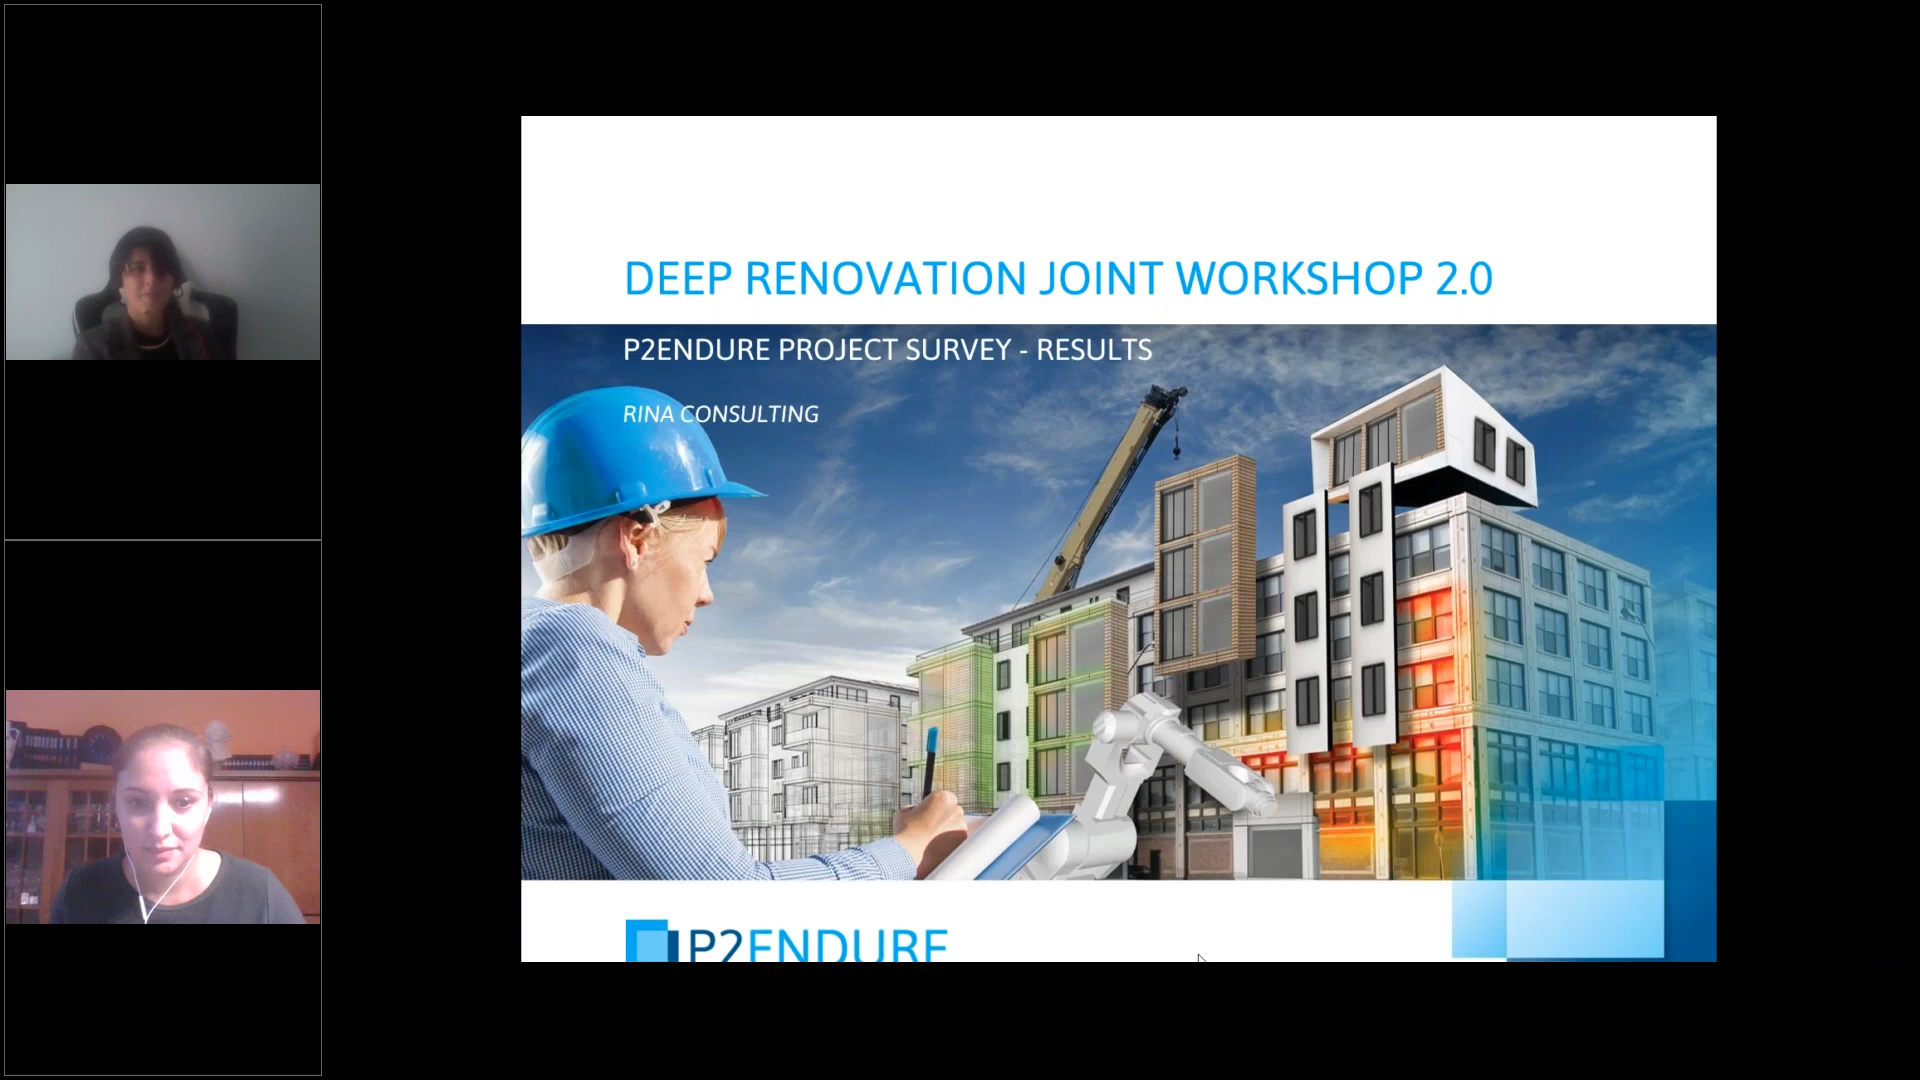 DEEP RENOVATION JOINT WORKSHOP 2.0
P2ENDURE PROJECT SURVEY - RESULTS
RINA CONSULTING
P2ENDURE